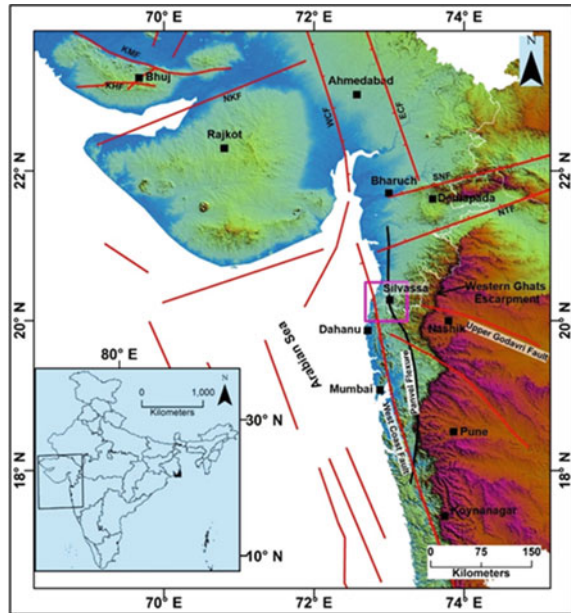 70° E
72° E
74° E
N
KMF
Bhuj
KHF
NKF
Ahmedabad
WCF
ECF
Rajkot
22° N
22° N
Bharuch
SNF
Dediapada
NTF
Silvassa
Western Ghats
Escarpment
20° N
20° N
Dahanu
Nashik
Upper Godavri Fault
Arabian Sea
80° E
0
1,000
Kilometers
N
Mumbai
Panvel Flexure
West Coast Fault
30° N
Pune
18° N
18° N
Koynanagar
0
75
150
Kilometers
10° N
70° E
72° E
74° E